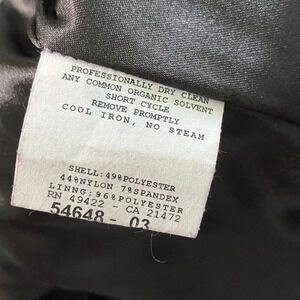 PROFESSIONALLY DRY CLEAN
ANY COMMON ORGANIC SOLVENT
SHORT CYCLE
REMOVE PROMPTLY
COOL IRON, NO STEAM
SHELL: 49%POLYESTER
44%NYLON 7%SPANDEX
LINNG: 96%POLYESTER
RN 49422 - CA 21472
54648 - 03